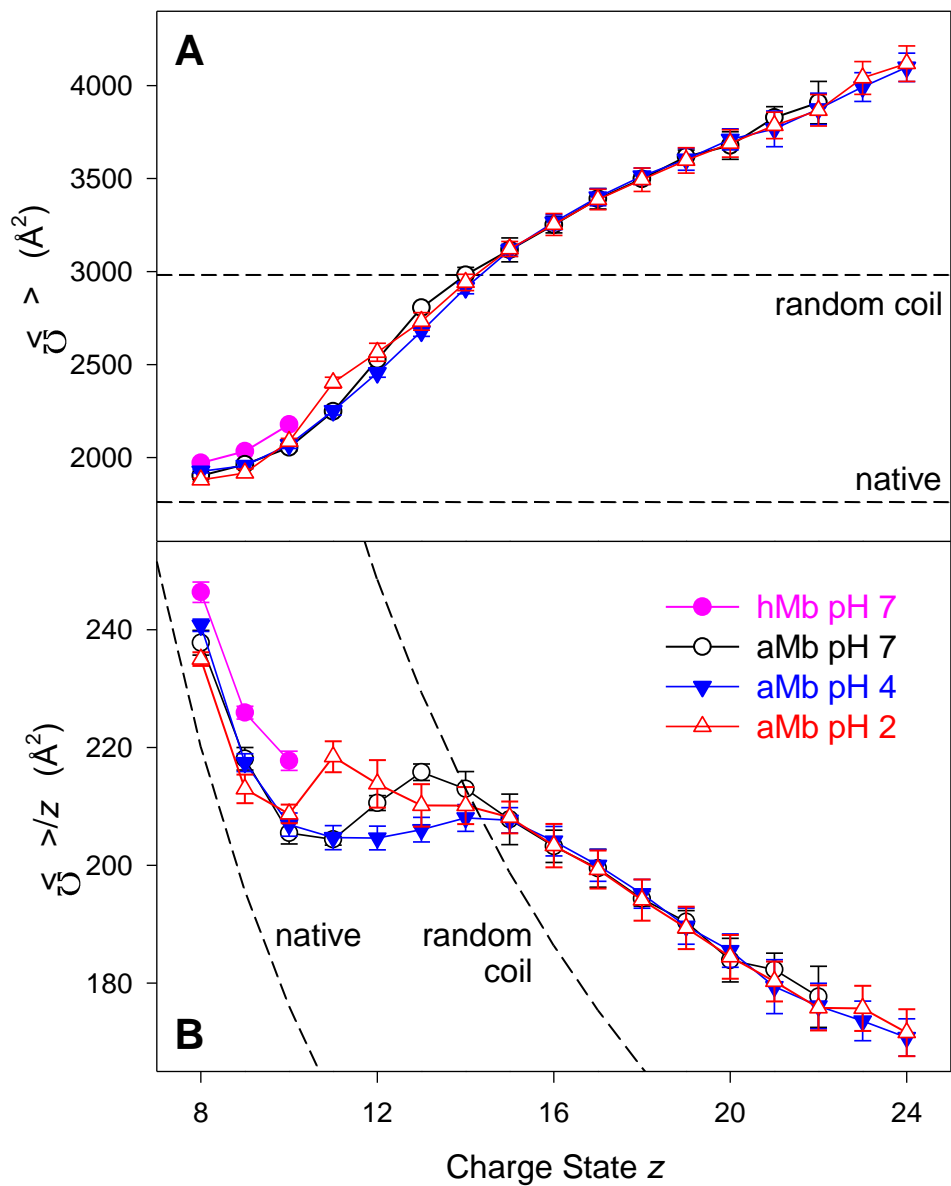 A
4000
3500
3000
2500
2000
< Ω > (Å²)
random coil
native
B
240
220
200
180
< Ω >/z (Å²)
hMb pH 7
aMb pH 7
aMb pH 4
aMb pH 2
native
random
coil
8 12 16 20 24
Charge State z